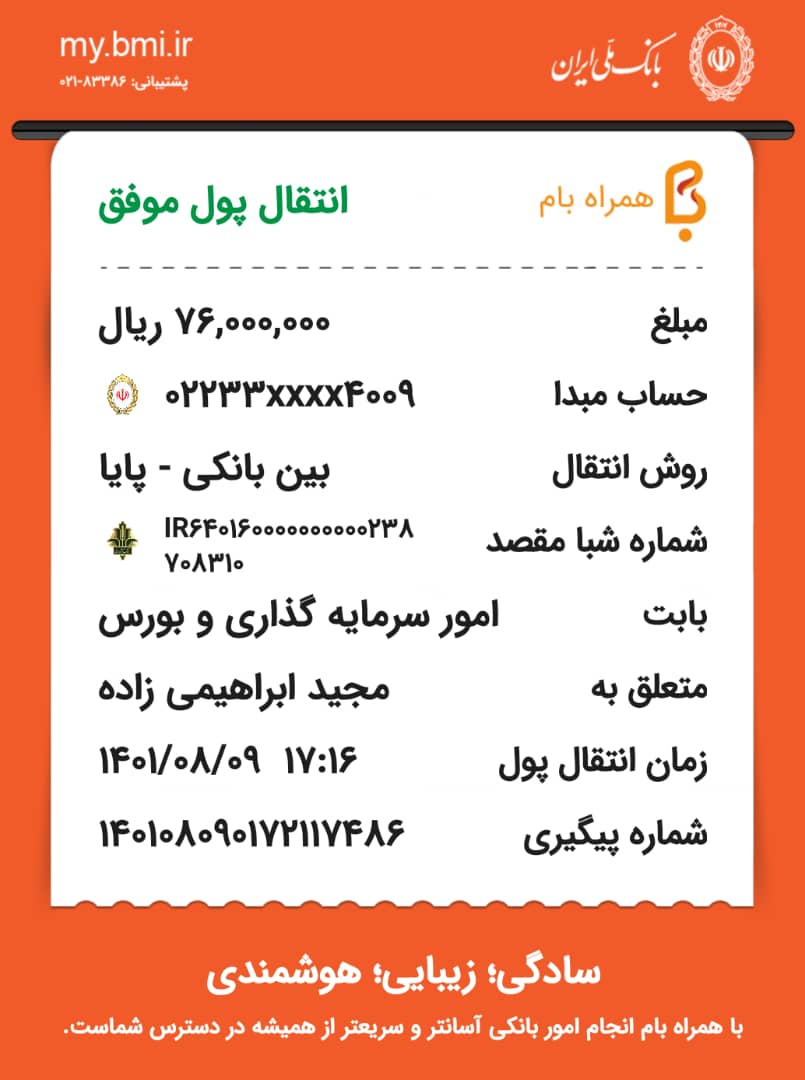 my.bmi.ir
پشتیبانی: ۸۳۳۸۶-۰۲۱
بانک ملی ایران
همراه بام
انتقال پول موفق
مبلغ ۷۶,۰۰۰,۰۰۰ ریال
حساب مبدا ۰۲۲۳۳xxxx۴۰۰۹
روش انتقال بین بانکی - پایا
شماره شبا مقصد IR۶۴۰۱۶۰۰۰۰۰۰۰۰۰۰۲۳۸
۷۰۸۳۱۰
بابت امور سرمایه گذاری و بورس
متعلق به مجید ابراهیمی زاده
زمان انتقال پول ۱۷:۱۶ ۱۴۰۱/۰۸/۰۹
شماره پیگیری ۱۴۰۱۰۸۰۹۰۱۷۲۱۱۷۴۸۶
سادگی؛ زیبایی؛ هوشمندی
با همراه بام انجام امور بانکی آسانتر و سریعتر از همیشه در دسترس شماست.